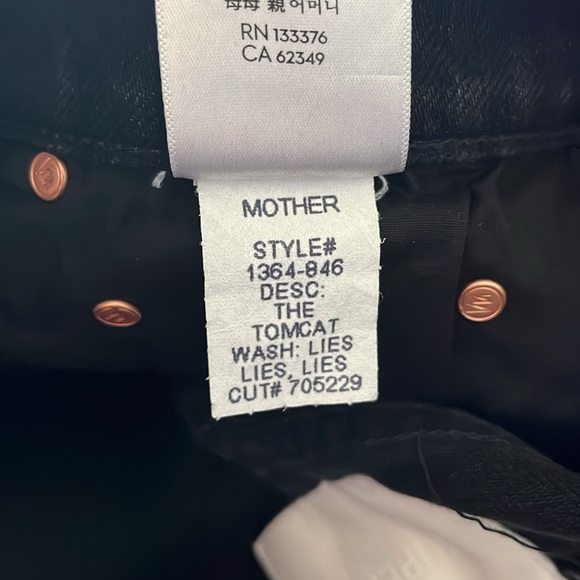 母母 親 어머니
RN 133376
CA 62349
MOTHER
STYLE#
1364-846
DESC:
THE
TOMCAT
WASH: LIES
LIES, LIES
CUT# 705229